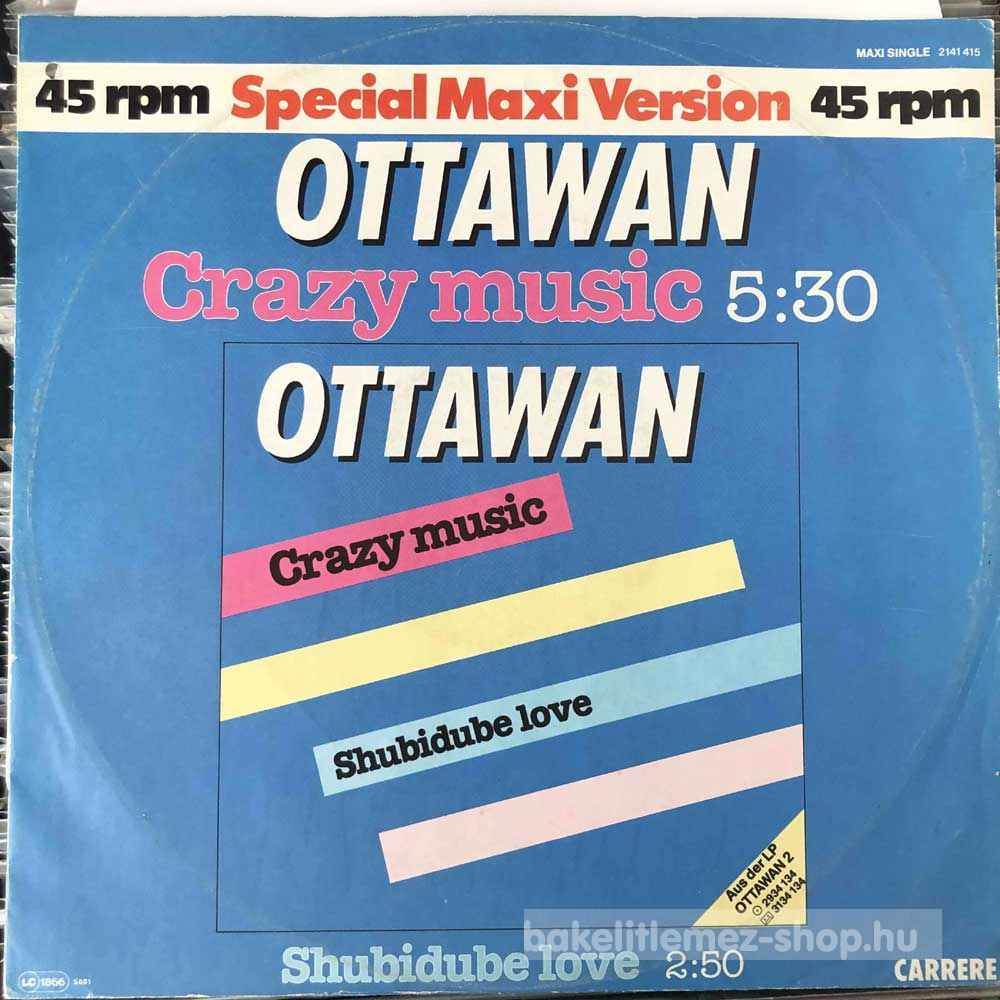 MAXI SINGLE 2141 415
45 rpm Special Maxi Version 45 rpm
OTTAWAN
Crazy music 5:30
OTTAWAN
Crazy music
Shubidube love
Aus der LP
OTTAWAN 2
2934 134
3134 134
bakelitlemez-shop.hu
Shubidube love 2:50
LC 1866
CARRERE